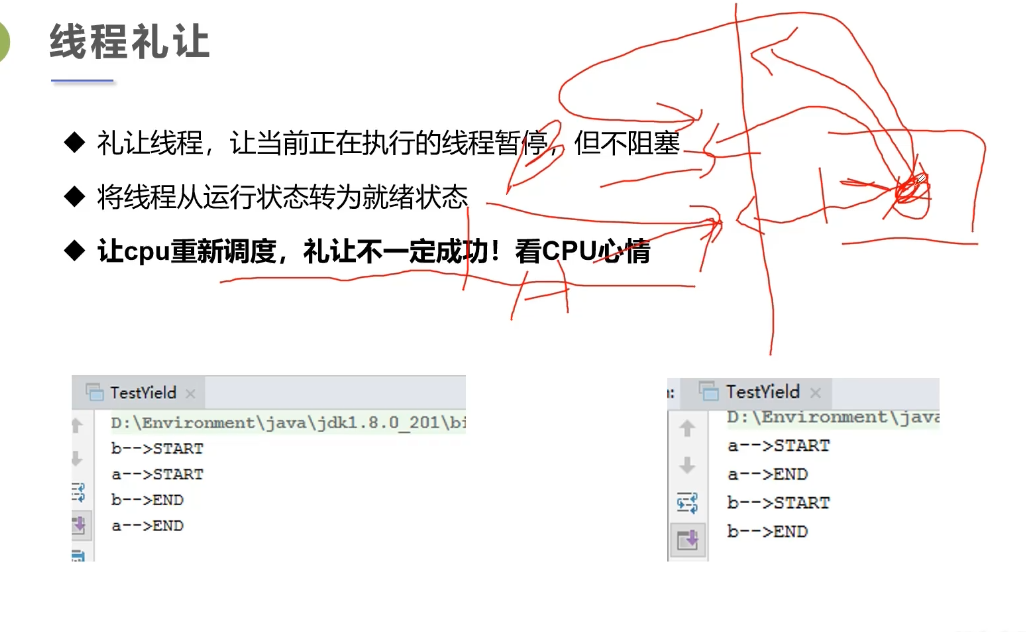 线程礼让
◆ 礼让线程，让当前正在执行的线程暂停，但不阻塞
◆ 将线程从运行状态转为就绪状态
◆ 让cpu重新调度，礼让不一定成功！看CPU心情
TestYield ×
D:\Environment\java\jdk1.8.0_201\bi
b-->START
a-->START
b-->END
a-->END
TestYield ×
D:\Environment\java
a-->START
a-->END
b-->START
b-->END